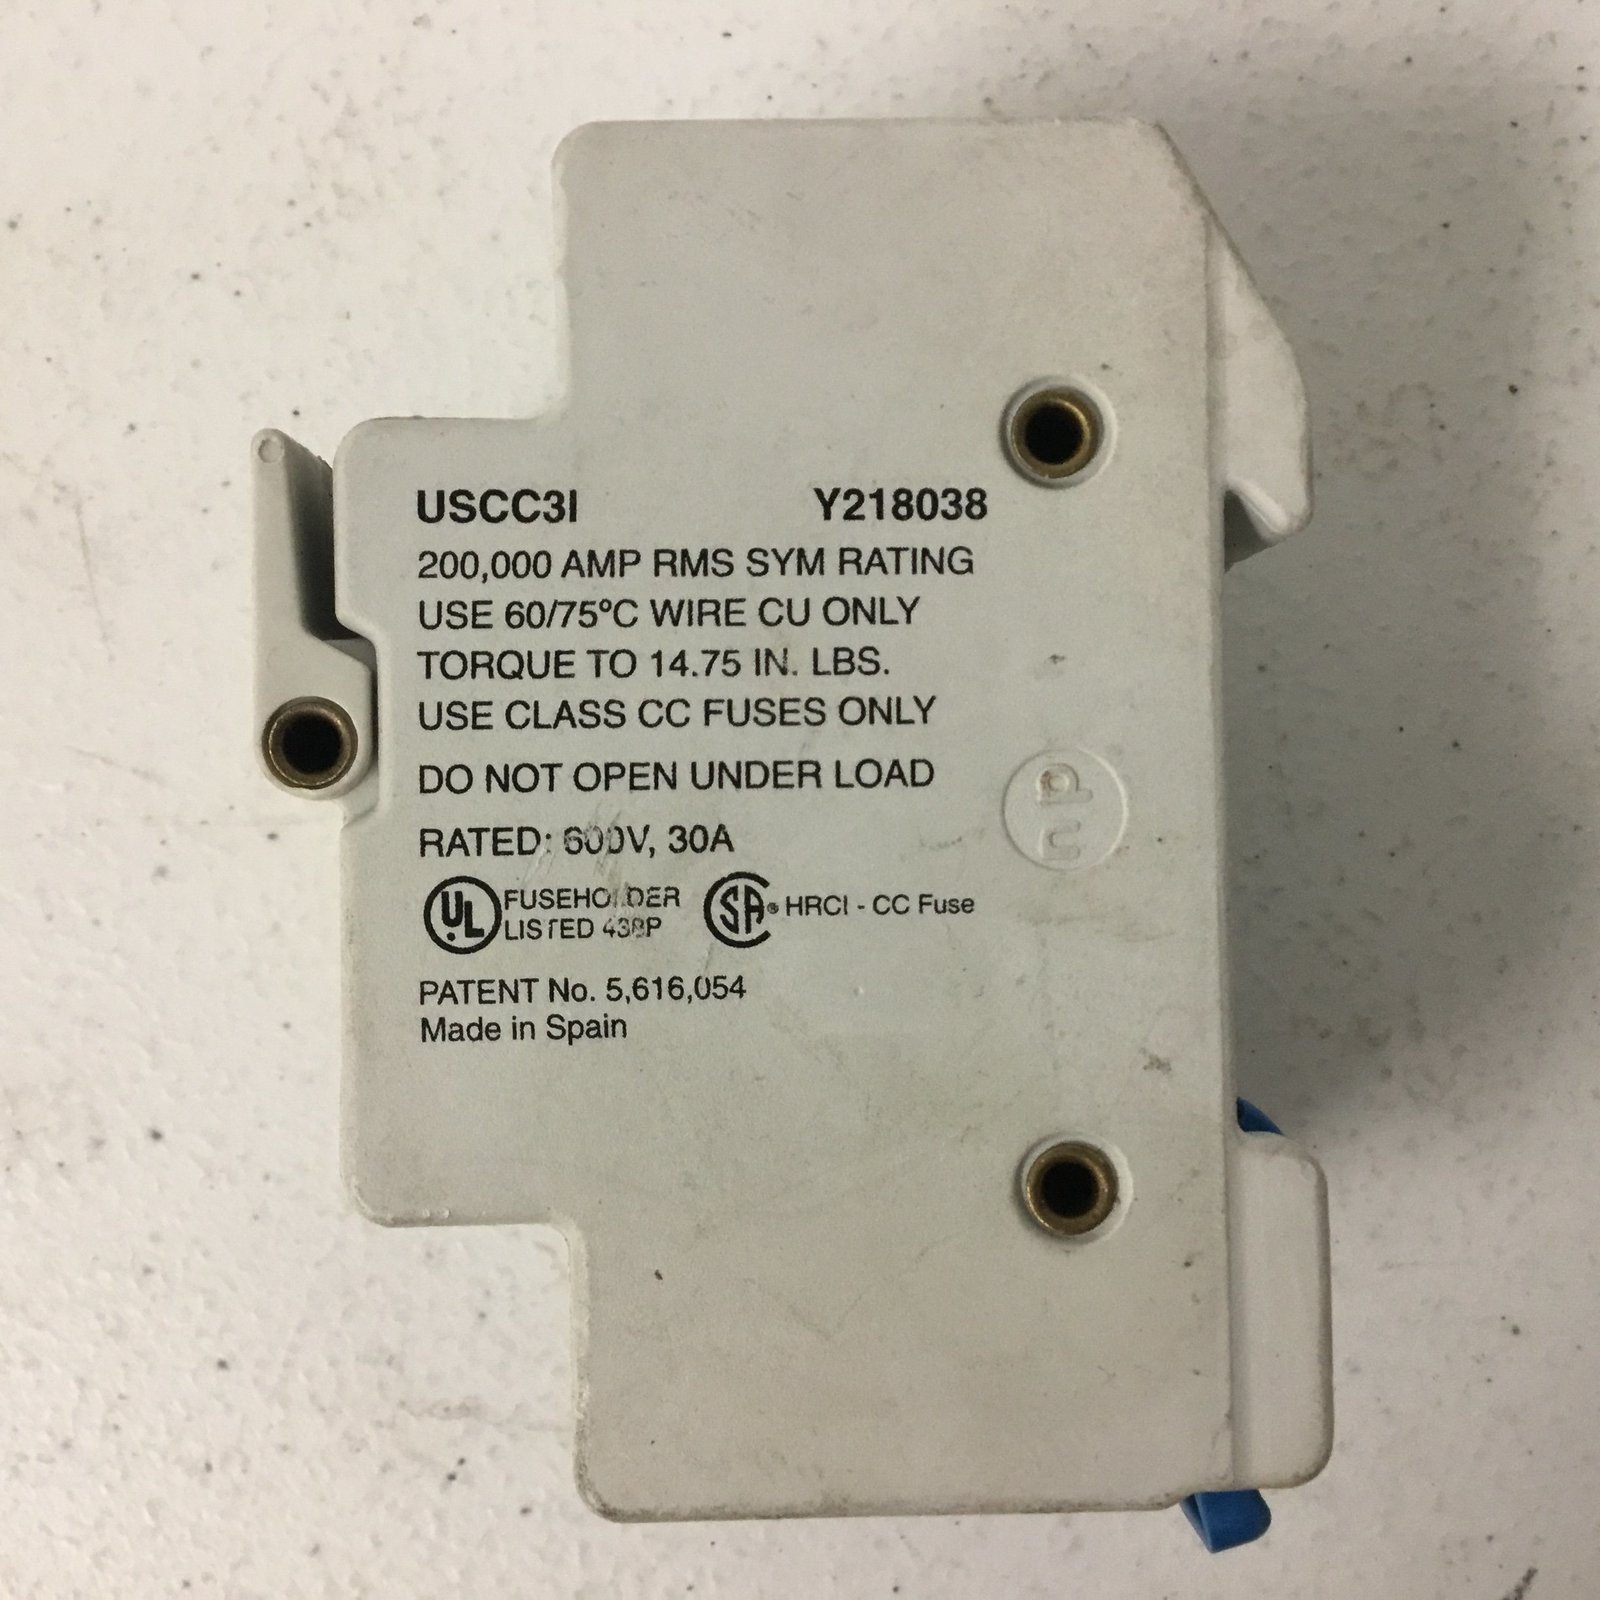 USCC3I Y218038
200,000 AMP RMS SYM RATING
USE 60/75°C WIRE CU ONLY
TORQUE TO 14.75 IN. LBS.
USE CLASS CC FUSES ONLY
DO NOT OPEN UNDER LOAD
RATED: 600V, 30A
UL FUSEHOLDER SA® HRCI - CC Fuse
LISTED
PATENT No. 5,616,054
Made in Spain